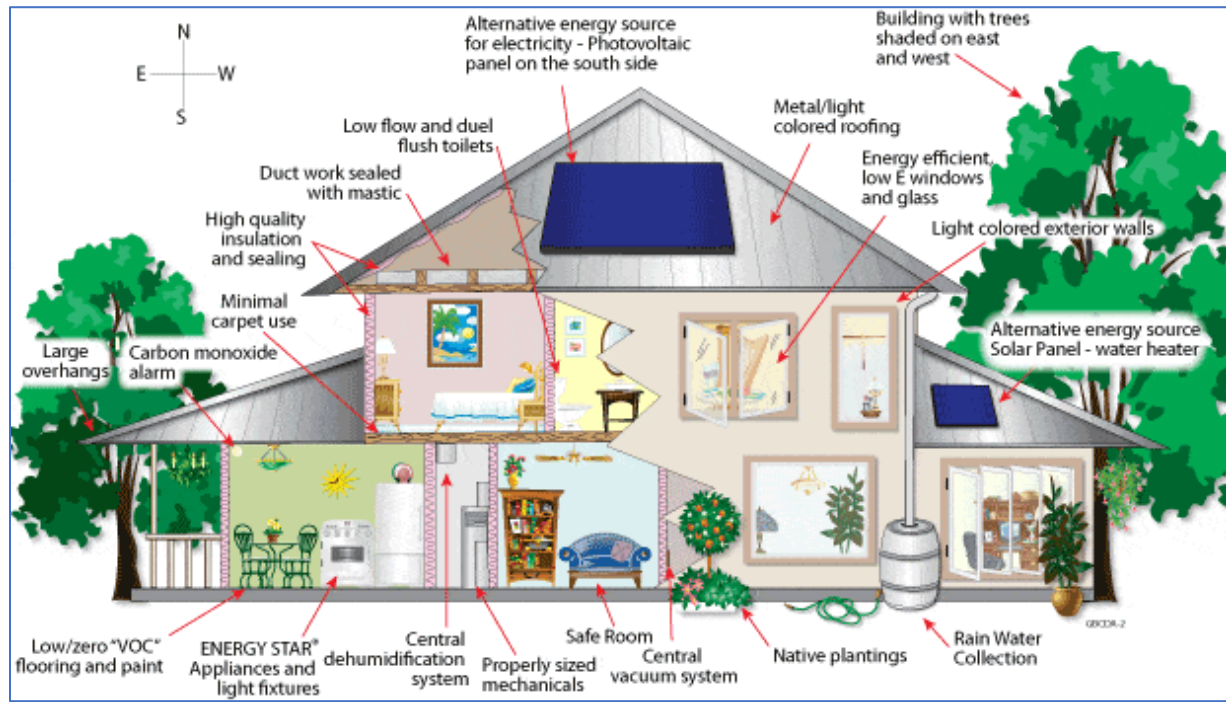 N
E
W
S
Alternative energy source
for electricity - Photovoltaic
panel on the south side
Building with trees
shaded on east
and west
Low flow and duel
flush toilets
Metal/light
colored roofing
Duct work sealed
with mastic
Energy efficient,
low E windows
and glass
High quality
insulation
and sealing
Light colored exterior walls
Minimal
carpet use
Large
overhangs
Carbon monoxide
alarm
Alternative energy source
Solar Panel - water heater
Low/zero "VOC"
flooring and paint
ENERGY STAR®
Appliances and
light fixtures
Central
dehumidification
system
Properly sized
mechanicals
Safe Room
Central
vacuum system
Native plantings
Rain Water
Collection
GBCDA-2